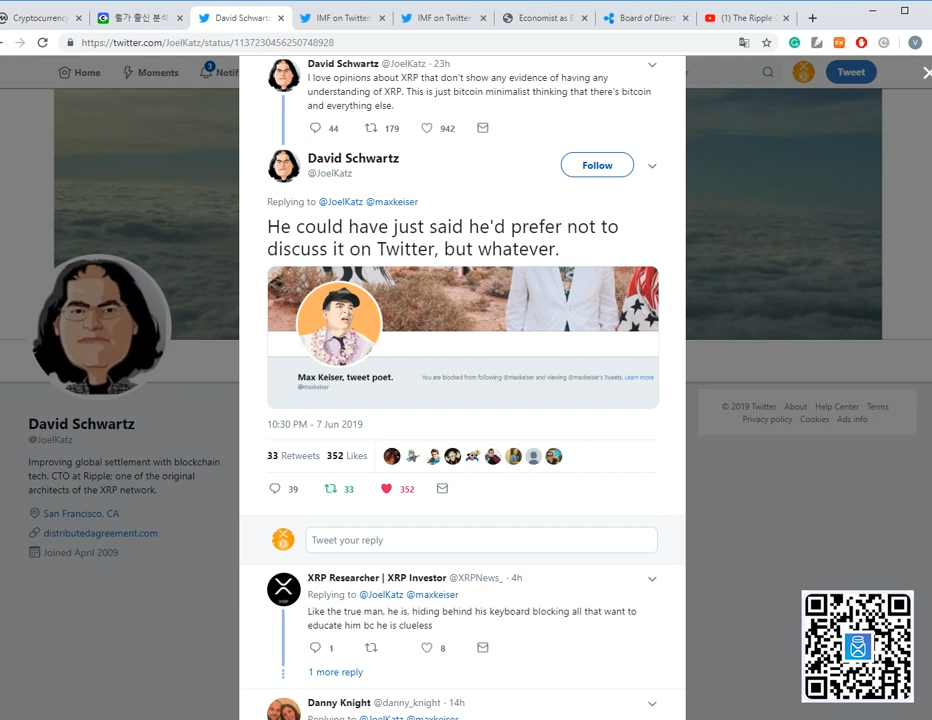 Cryptocurrency
월가 출신 분석
David Schwartz
IMF on Twitter
IMF on Twitter
Economist as E
Board of Direct
(1) The Ripple
https://twitter.com/JoelKatz/status/1137230456250748928
Home
Moments
Notif
3
Tweet
David Schwartz @JoelKatz · 23h
I love opinions about XRP that don't show any evidence of having any
understanding of XRP. This is just bitcoin minimalist thinking that there's bitcoin
and everything else.
44 179 942
David Schwartz
@JoelKatz
Follow
Replying to @JoelKatz @maxkeiser
He could have just said he'd prefer not to
discuss it on Twitter, but whatever.
Max Keiser, tweet poet.
@maxkeiser
You are blocked from following @maxkeiser and viewing @maxkeiser's Tweets. Learn more
10:30 PM - 7 Jun 2019
33 Retweets 352 Likes
39 33 352
Tweet your reply
XRP Researcher | XRP Investor @XRPNews_ · 4h
Replying to @JoelKatz @maxkeiser
Like the true man, he is, hiding behind his keyboard blocking all that want to
educate him bc he is clueless
1 8
1 more reply
Danny Knight @danny_knight · 14h
Replying to @JoelKatz @maxkeiser
David Schwartz
@JoelKatz
Improving global settlement with blockchain
tech. CTO at Ripple; one of the original
architects of the XRP network.
San Francisco, CA
distributedagreement.com
Joined April 2009
© 2019 Twitter About Help Center Terms
Privacy policy Cookies Ads info